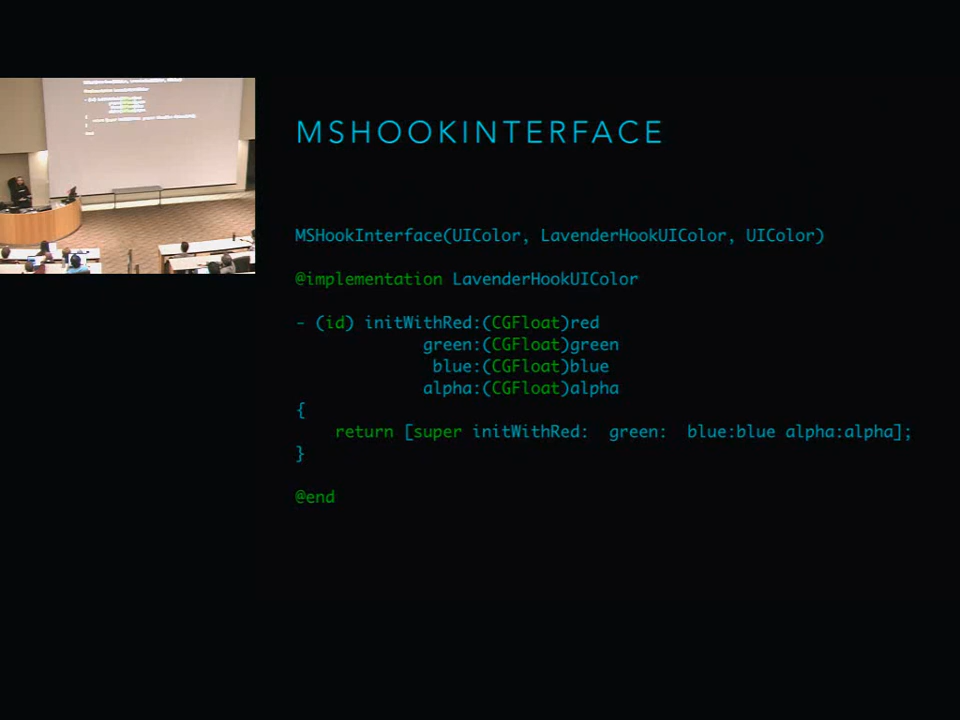 MSHOOKINTERFACE
MSHookInterface(UIColor, LavenderHookUIColor, UIColor)
@implementation LavenderHookUIColor
- (id) initWithRed:(CGFloat)red
green:(CGFloat)green
blue:(CGFloat)blue
alpha:(CGFloat)alpha
{
return [super initWithRed:  green:  blue:blue alpha:alpha];
}
@end